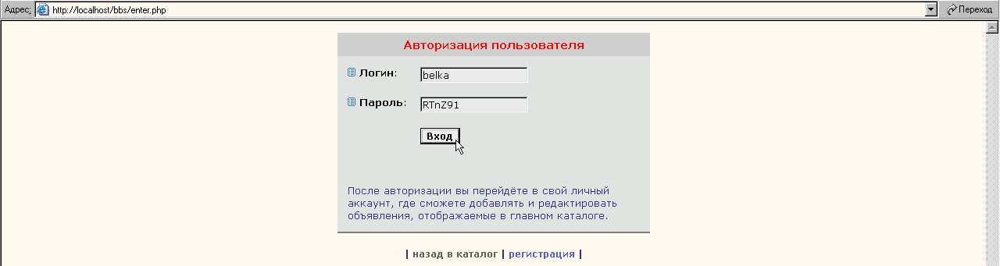 Адрес: http://localhost/bbs/enter.php Переход
Авторизация пользователя
Логин: belka
Пароль: RTnZ91
Вход
После авторизации вы перейдёте в свой личный
аккаунт, где сможете добавлять и редактировать
объявления, отображаемые в главном каталоге.
| назад в каталог | регистрация |